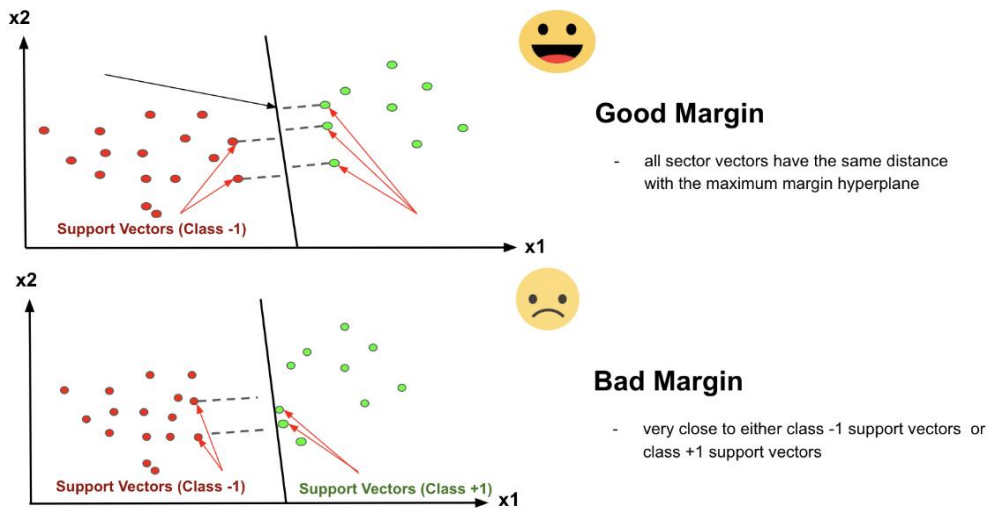 x2
Good Margin
- all sector vectors have the same distance
with the maximum margin hyperplane
Support Vectors (Class -1)
x1
x2
Bad Margin
- very close to either class -1 support vectors or
class +1 support vectors
Support Vectors (Class -1)
Support Vectors (Class +1)
x1